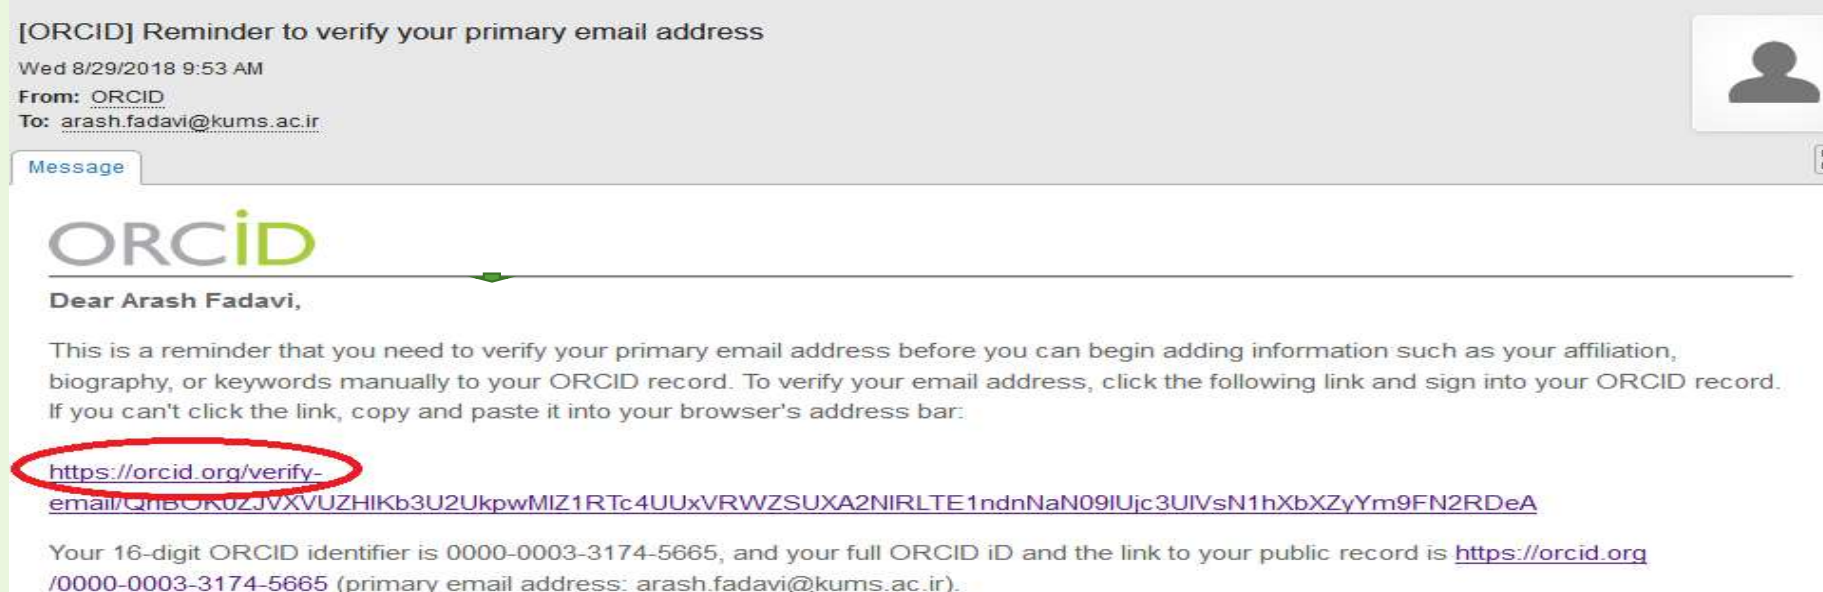 [ORCID] Reminder to verify your primary email address
Wed 8/29/2018 9:53 AM
From: ORCID
To: arash.fadavi@kums.ac.ir
Message
ORCiD
Dear Arash Fadavi,
This is a reminder that you need to verify your primary email address before you can begin adding information such as your affiliation,
biography, or keywords manually to your ORCID record. To verify your email address, click the following link and sign into your ORCID record.
If you can't click the link, copy and paste it into your browser's address bar:
https://orcid.org/verify-
Your 16-digit ORCID identifier is 0000-0003-3174-5665, and your full ORCID iD and the link to your public record is https://orcid.org
/0000-0003-3174-5665 (primary email address: arash.fadavi@kums.ac.ir).